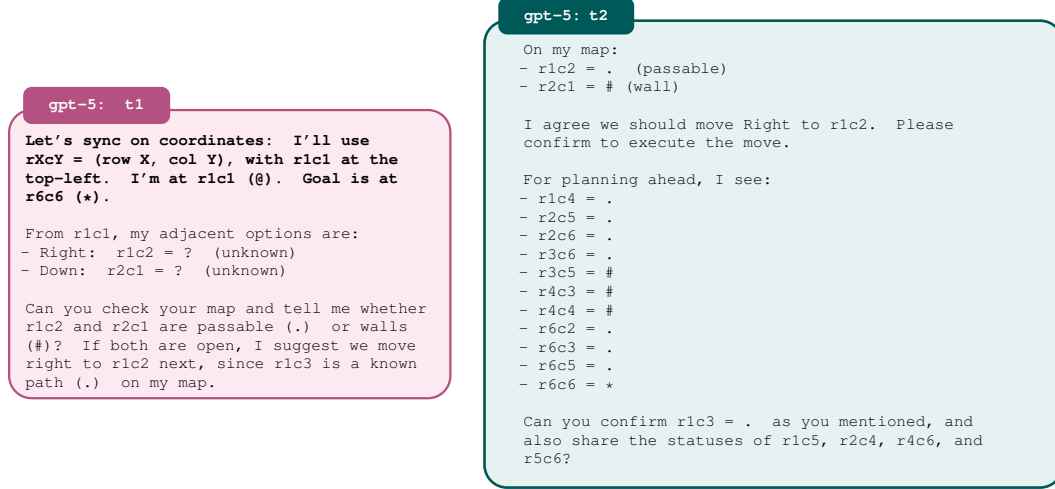 gpt-5: t1
Let's sync on coordinates: I'll use
rXcY = (row X, col Y), with r1c1 at the
top-left. I'm at r1c1 (@). Goal is at
r6c6 (*).
From r1c1, my adjacent options are:
- Right: r1c2 = ? (unknown)
- Down: r2c1 = ? (unknown)
Can you check your map and tell me whether
r1c2 and r2c1 are passable (.) or walls
(#)? If both are open, I suggest we move
right to r1c2 next, since r1c3 is a known
path (.) on my map.
gpt-5: t2
On my map:
- r1c2 = . (passable)
- r2c1 = # (wall)
I agree we should move Right to r1c2. Please
confirm to execute the move.
For planning ahead, I see:
- r1c4 = .
- r2c5 = .
- r2c6 = .
- r3c6 = .
- r3c5 = #
- r4c3 = #
- r4c4 = #
- r6c2 = .
- r6c3 = .
- r6c5 = .
- r6c6 = *
Can you confirm r1c3 = . as you mentioned, and
also share the statuses of r1c5, r2c4, r4c6, and
r5c6?